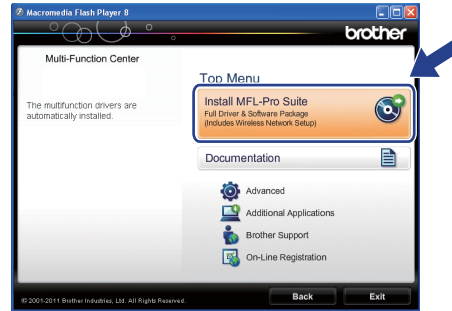 Macromedia Flash Player 8
brother
Multi-Function Center
The multifunction drivers are
automatically installed.
Top Menu
Install MFL-Pro Suite
Full Driver & Software Package
(Includes Wireless Network Setup)
Documentation
Advanced
Additional Applications
Brother Support
On-Line Registration
© 2001-2011 Brother Industries, Ltd. All Rights Reserved.
Back
Exit